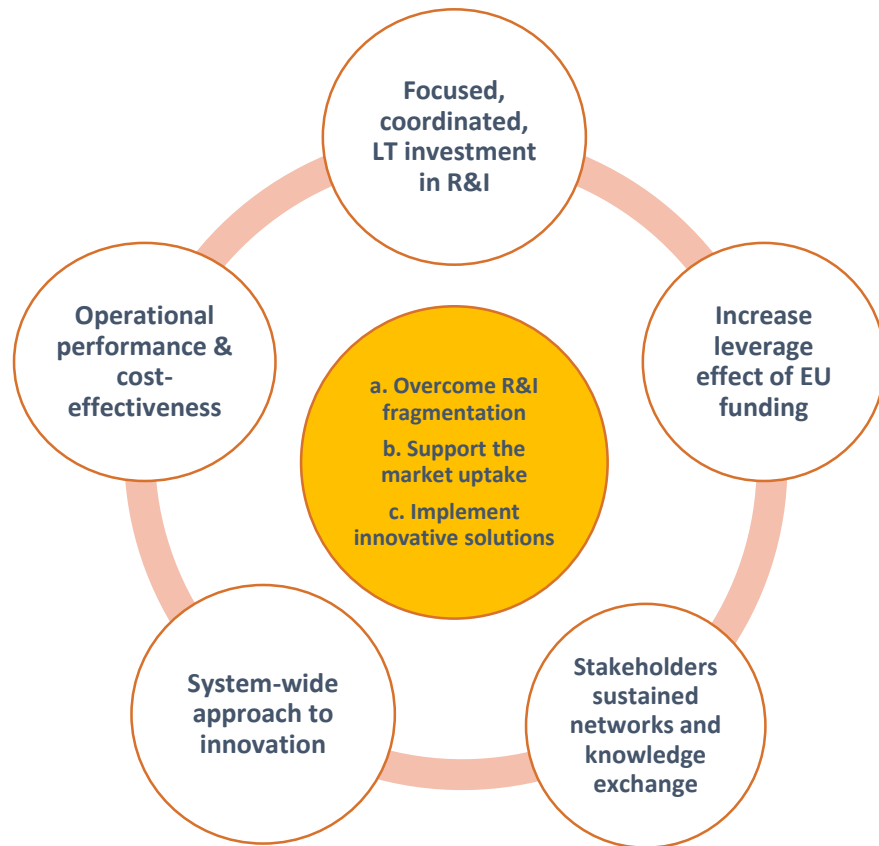 Focused,
coordinated,
LT investment
in R&I
Increase
leverage
effect of EU
funding
Stakeholders
sustained
networks and
knowledge
exchange
System-wide
approach to
innovation
Operational
performance &
cost-
effectiveness
a. Overcome R&I
fragmentation
b. Support the
market uptake
c. Implement
innovative solutions